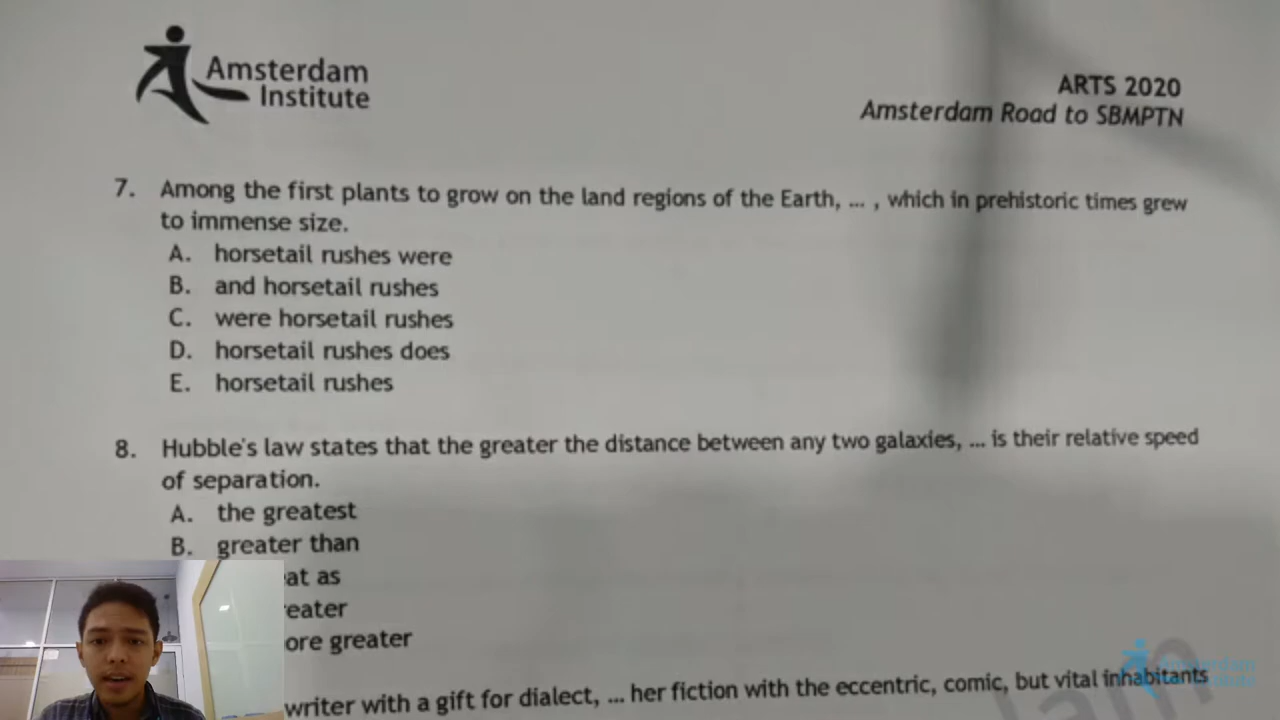 Amsterdam
Institute
ARTS 2020
Amsterdam Road to SBMPTN
7. Among the first plants to grow on the land regions of the Earth, ... , which in prehistoric times grew
to immense size.
A. horsetail rushes were
B. and horsetail rushes
C. were horsetail rushes
D. horsetail rushes does
E. horsetail rushes
8. Hubble's law states that the greater the distance between any two galaxies, ... is their relative speed
of separation.
A. the greatest
B. greater than
eat as
reater
ore greater
writer with a gift for dialect, ... her fiction with the eccentric, comic, but vital inhabitants
Amsterdam
Institute